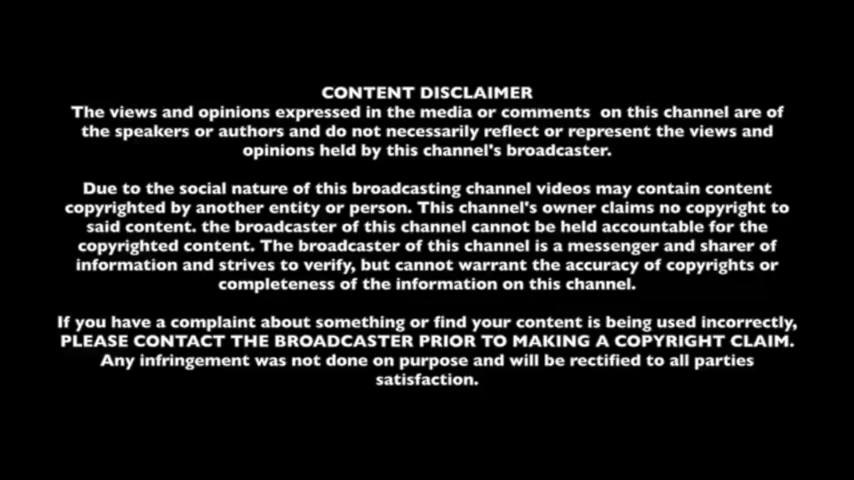 CONTENT DISCLAIMER
The views and opinions expressed in the media or comments on this channel are of
the speakers or authors and do not necessarily reflect or represent the views and
opinions held by this channel's broadcaster.
Due to the social nature of this broadcasting channel videos may contain content
copyrighted by another entity or person. This channel's owner claims no copyright to
said content. the broadcaster of this channel cannot be held accountable for the
copyrighted content. The broadcaster of this channel is a messenger and sharer of
information and strives to verify, but cannot warrant the accuracy of copyrights or
completeness of the information on this channel.
If you have a complaint about something or find your content is being used incorrectly,
PLEASE CONTACT THE BROADCASTER PRIOR TO MAKING A COPYRIGHT CLAIM.
Any infringement was not done on purpose and will be rectified to all parties
satisfaction.